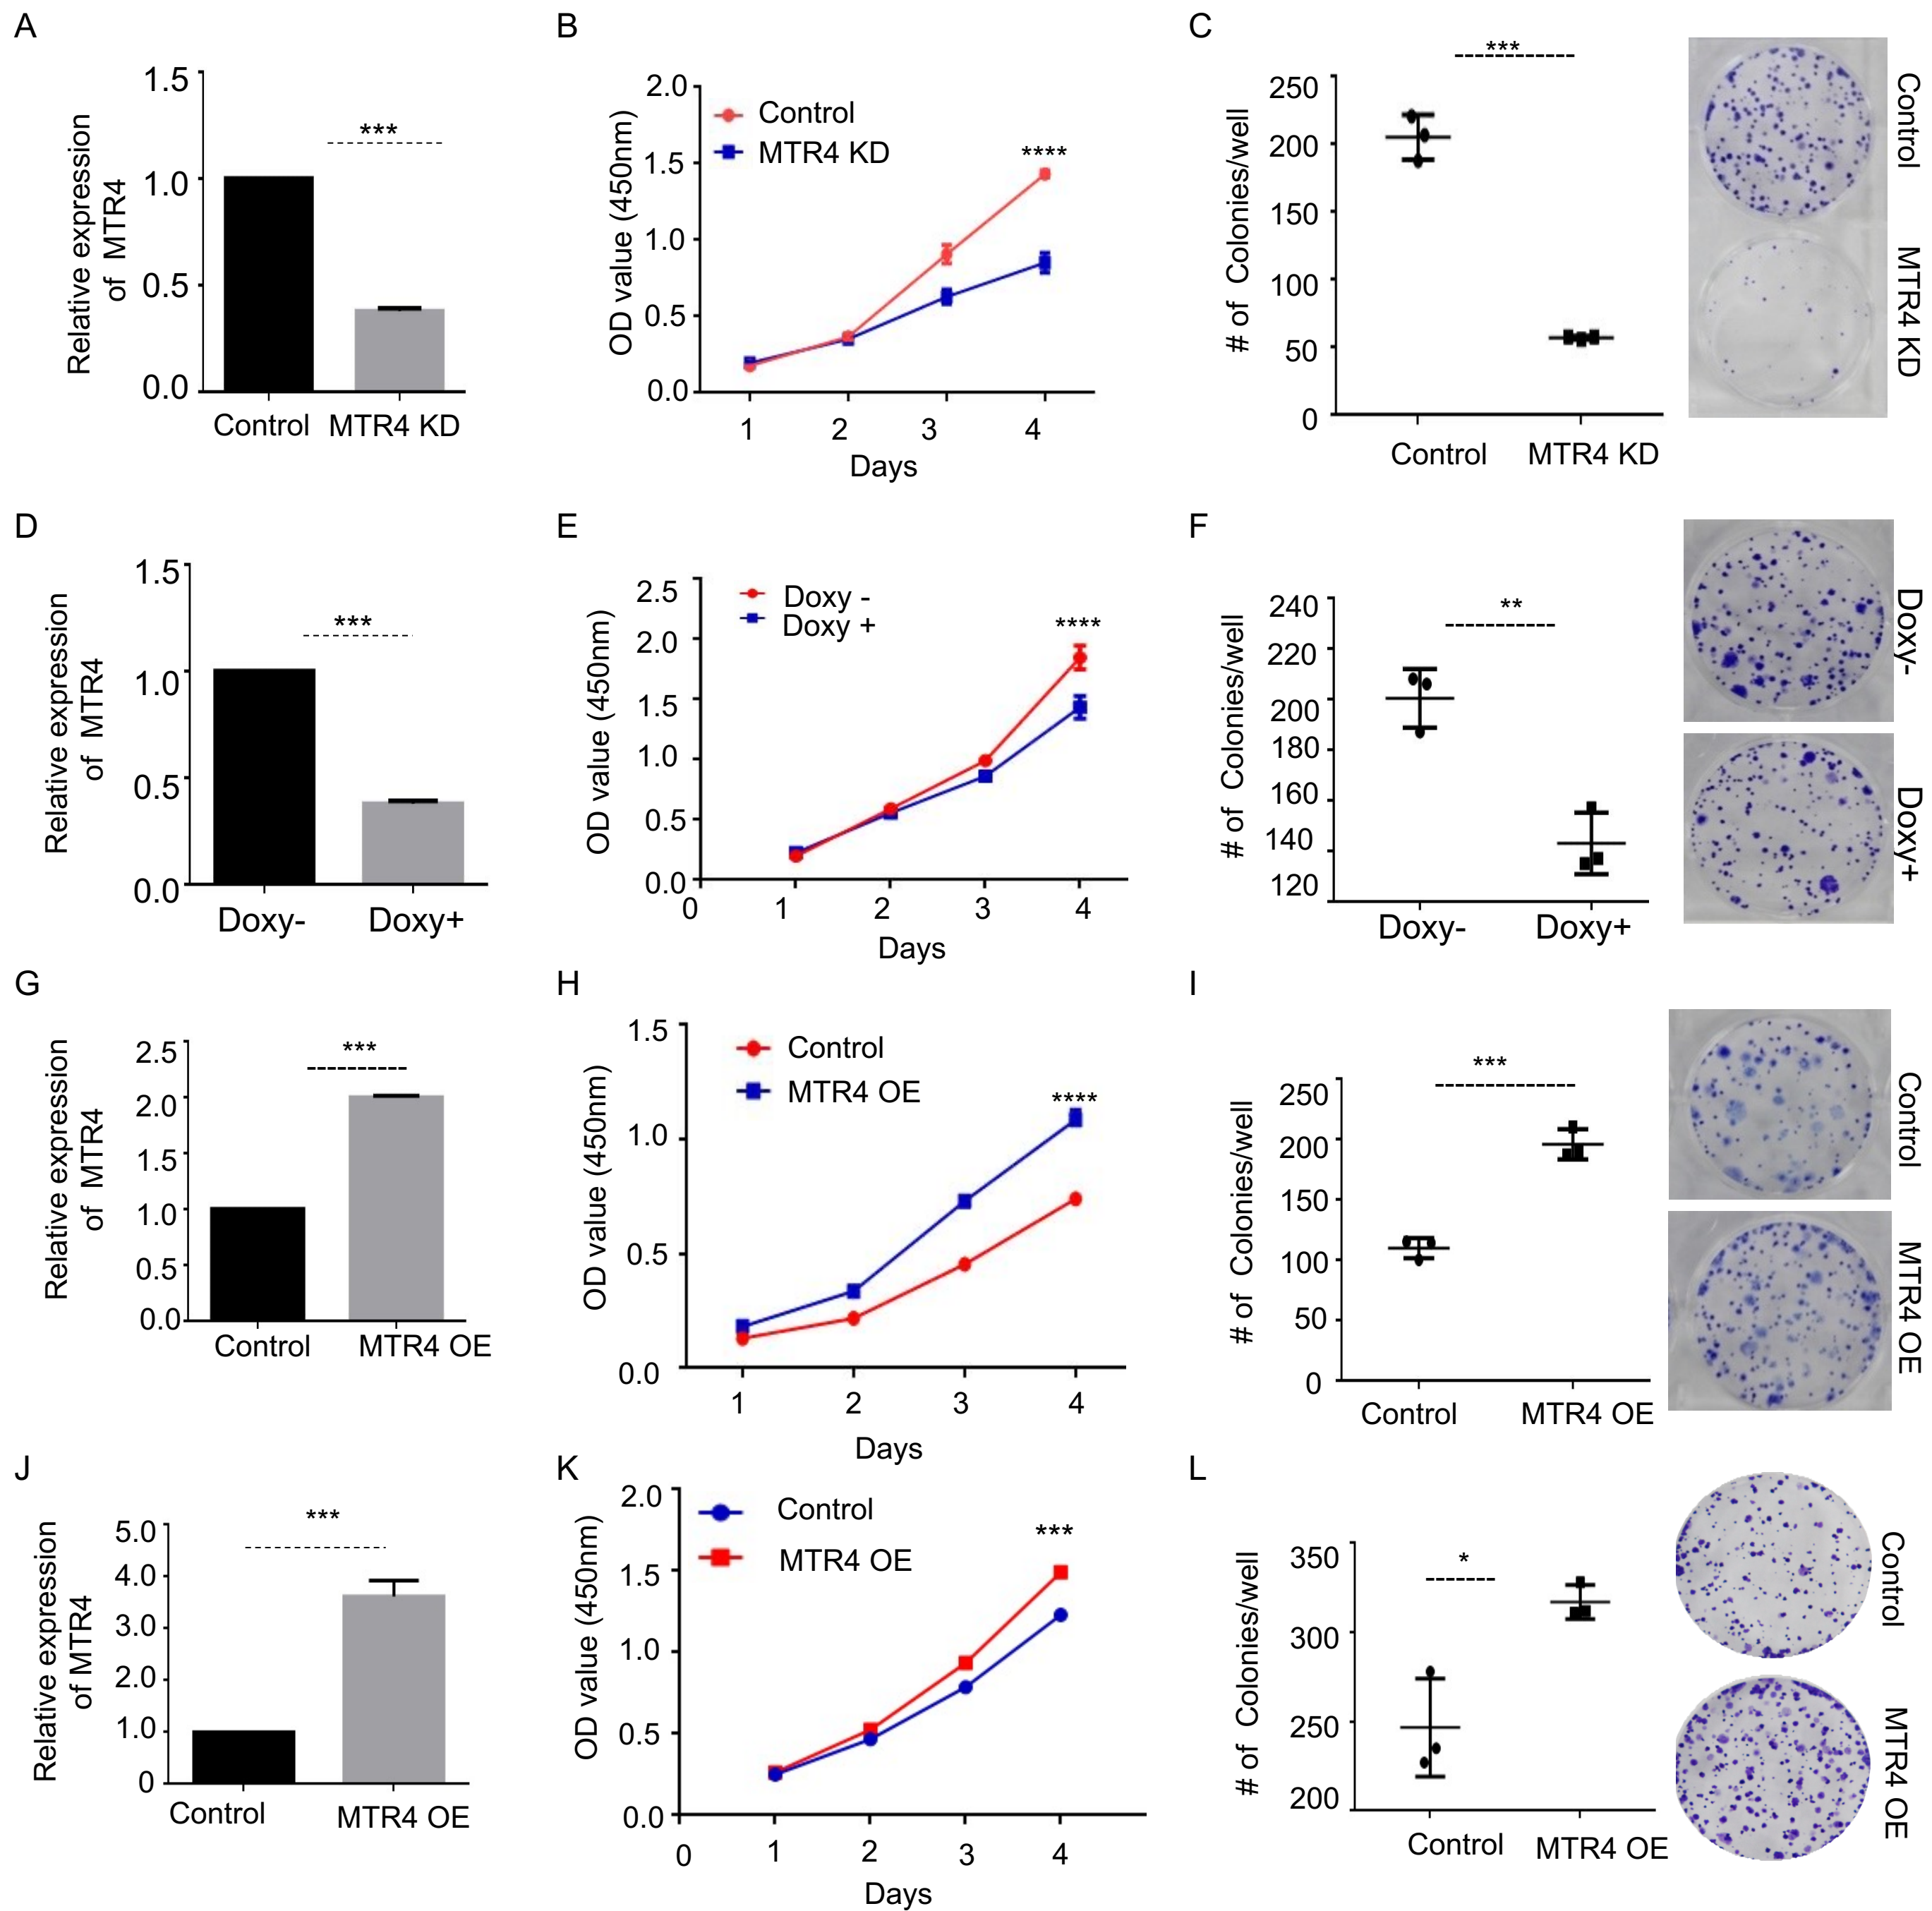 A
Relative expression
of MTR4
1.5
1.0
0.5
0.0
***
Control
MTR4 KD
B
OD value (450nm)
2.0
1.5
1.0
0.5
0.0
Control
MTR4 KD
****
1 2 3 4
Days
C
# of Colonies/well
250
200
150
100
50
0
***
Control
MTR4 KD
Control
MTR4 KD
D
Relative expression
of MTR4
1.5
1.0
0.5
0.0
***
Doxy-
Doxy+
E
OD value (450nm)
2.5
2.0
1.5
1.0
0.5
0.0
Doxy -
Doxy +
****
0 1 2 3 4
Days
F
# of Colonies/well
240
220
200
180
160
140
120
**
Doxy-
Doxy+
Doxy-
Doxy+
G
Relative expression
of MTR4
2.5
2.0
1.5
1.0
0.5
0.0
***
Control
MTR4 OE
H
OD value (450nm)
1.5
1.0
0.5
0.0
Control
MTR4 OE
****
1 2 3 4
Days
I
# of Colonies/well
250
200
150
100
50
0
***
Control
MTR4 OE
Control
MTR4 OE
J
Relative expression
of MTR4
5.0
4.0
3.0
2.0
1.0
0
***
Control
MTR4 OE
K
OD value (450nm)
2.0
1.5
1.0
0.5
0.0
Control
MTR4 OE
***
0 1 2 3 4
Days
L
# of Colonies/well
350
300
250
200
*
Control
MTR4 OE
Control
MTR4 OE